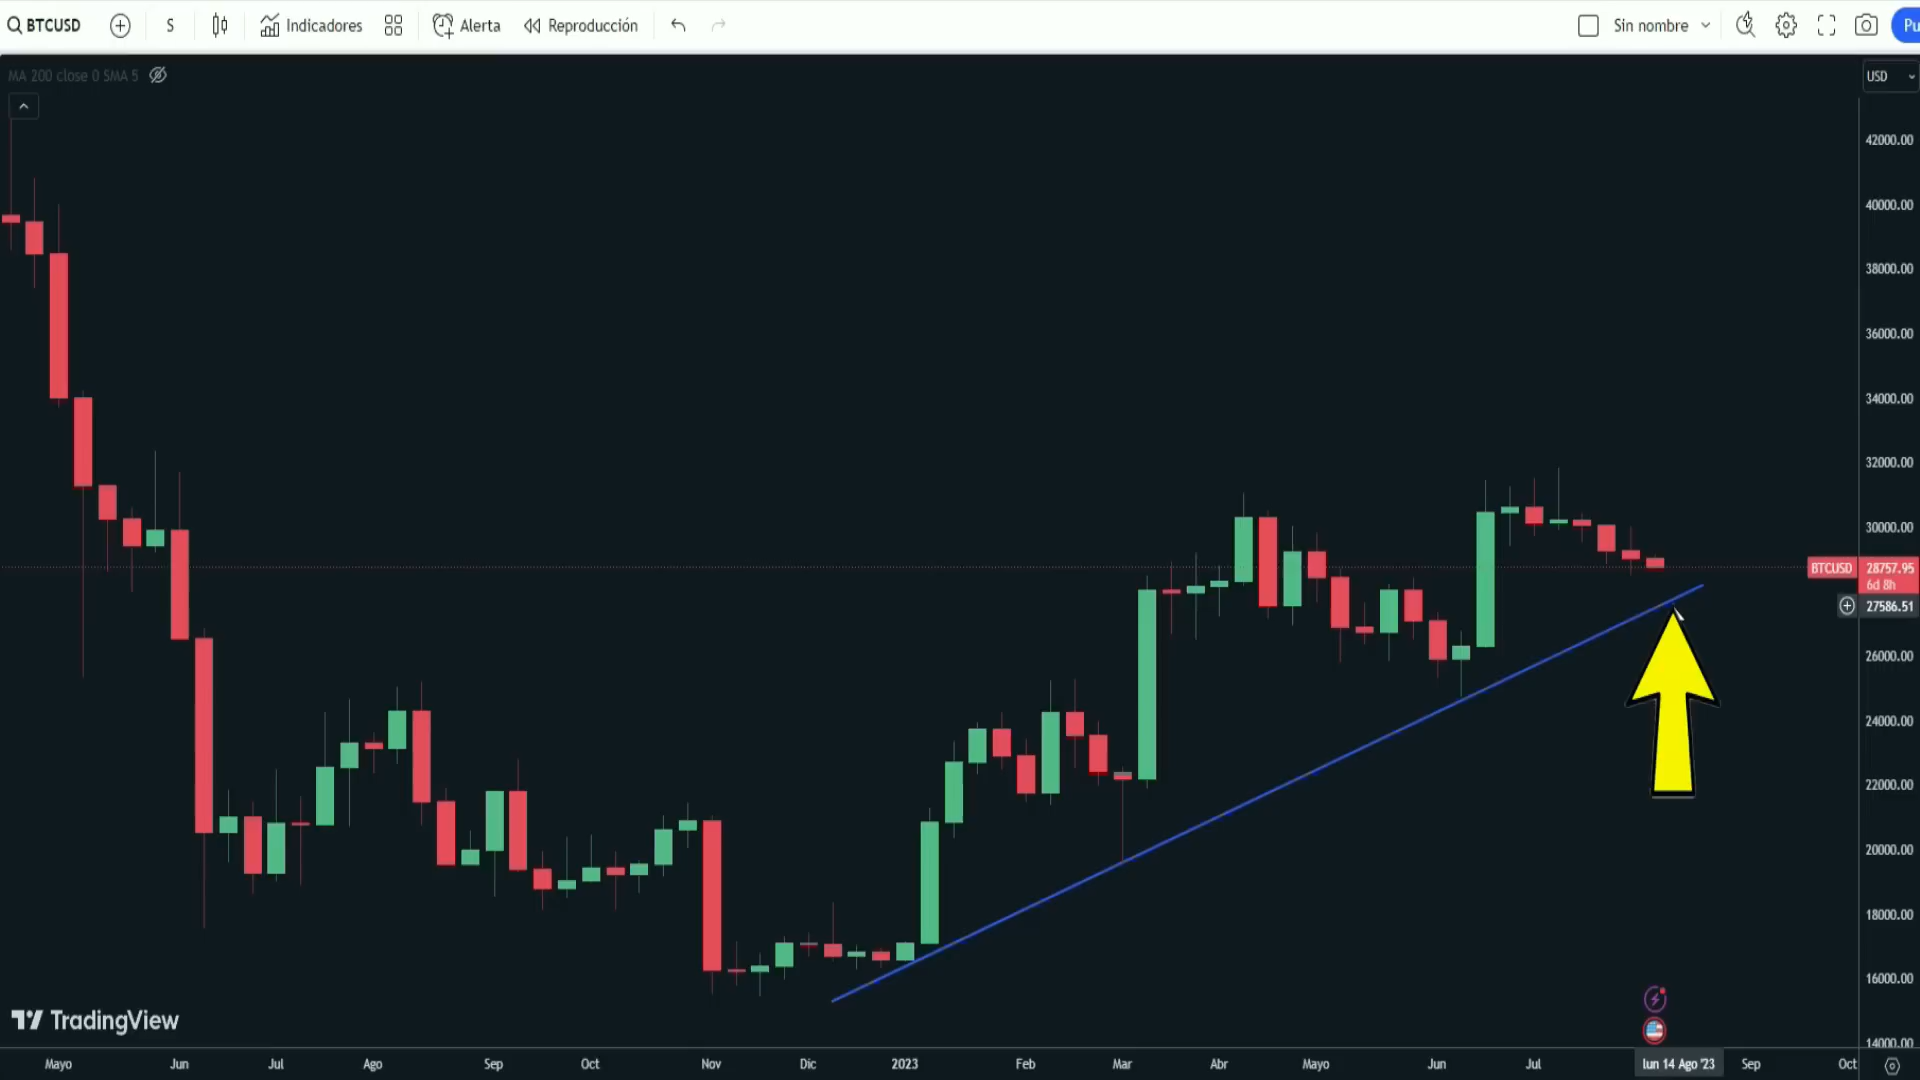 BTCUSD S Indicadores Alerta Reproducción Sin nombre Pu
MA 200 close 0 SMA 5
USD
42000.00
40000.00
38000.00
36000.00
34000.00
32000.00
30000.00
BTCUSD 28757.95
6d 8h
27586.51
26000.00
24000.00
22000.00
20000.00
18000.00
16000.00
14000.00
TradingView
Mayo Jun Jul Ago Sep Oct Nov Dic 2023 Feb Mar Abr Mayo Jun Jul lun 14 Ago '23 Sep Oct